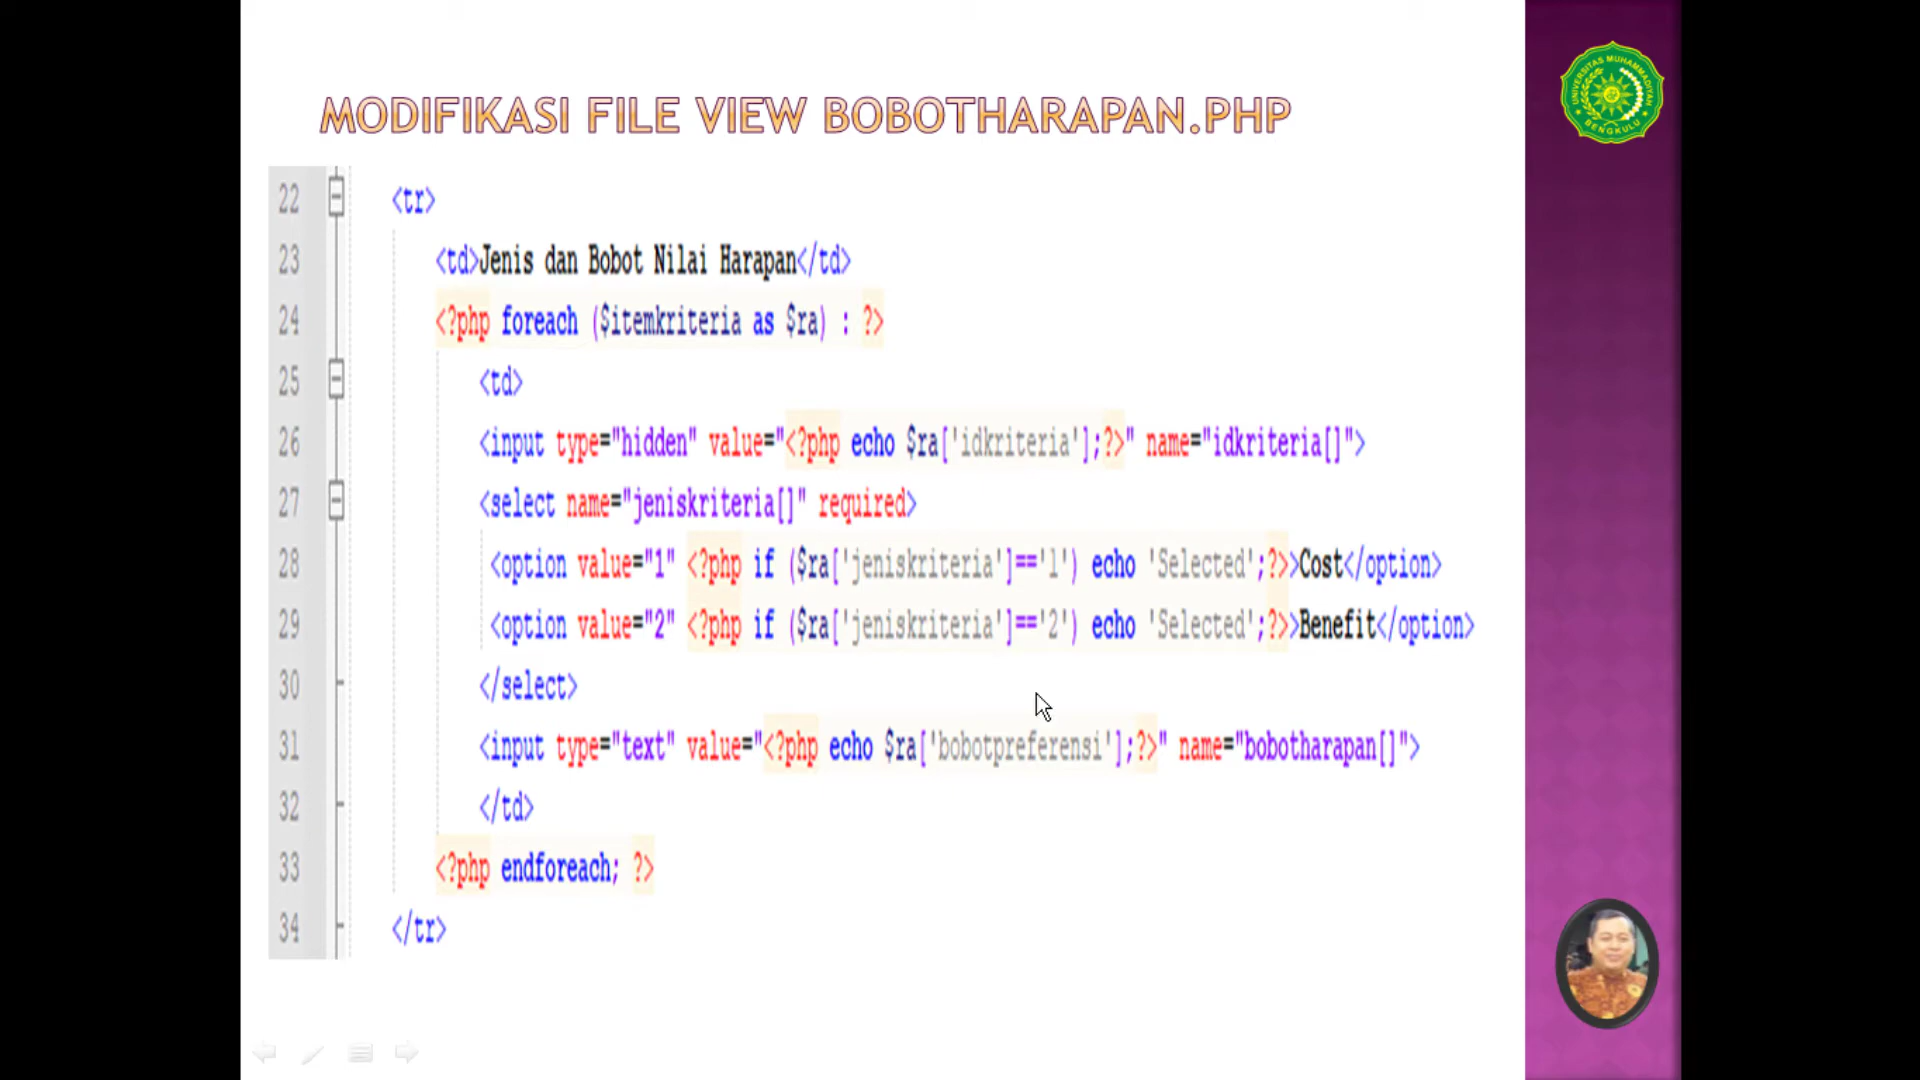 MODIFIKASI FILE VIEW BOBOTHARAPAN.PHP
UNIVERSITAS MUHAMMADIYAH
BENGKULU
22 <tr>
23 <td>Jenis dan Bobot Nilai Harapan</td>
24 <?php foreach ($itemkriteria as $ra) : ?>
25 <td>
26 <input type="hidden" value="<?php echo $ra['idkriteria'];?>" name="idkriteria[]">
27 <select name="jeniskriteria[]" required>
28 <option value="1" <?php if ($ra['jeniskriteria']=='1') echo 'Selected';?>>Cost</option>
29 <option value="2" <?php if ($ra['jeniskriteria']=='2') echo 'Selected';?>>Benefit</option>
30 </select>
31 <input type="text" value="<?php echo $ra['bobotpreferensi'];?>" name="bobotharapan[]">
32 </td>
33 <?php endforeach; ?>
34 </tr>